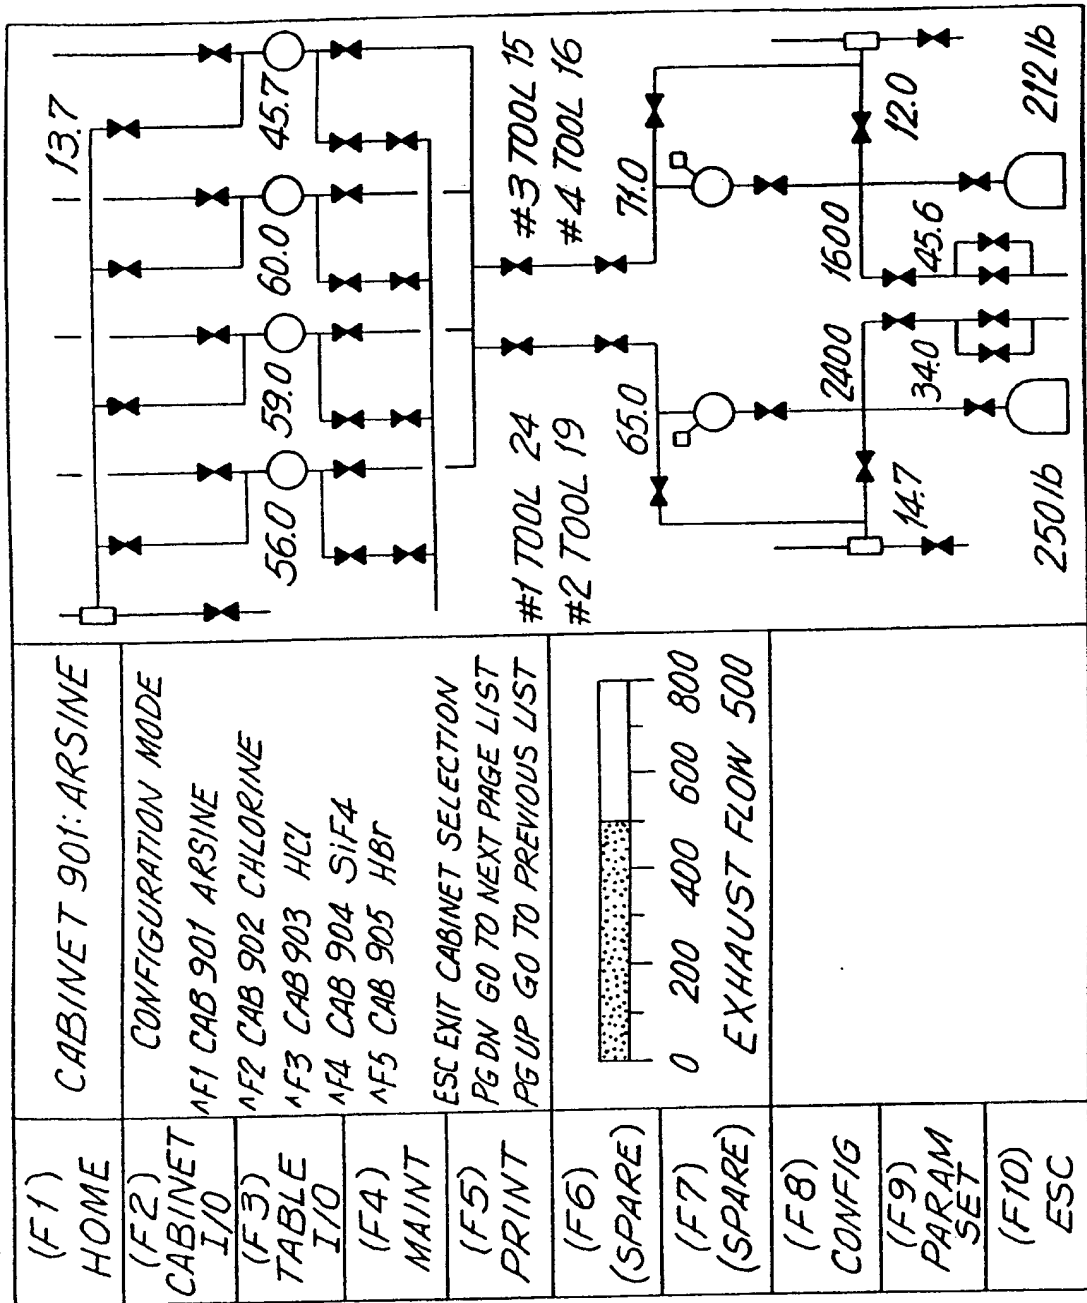 (F1)
HOME
(F2)
CABINET
I/O
(F3)
TABLE
I/O
(F4)
MAINT
(F5)
PRINT
(F6)
(SPARE)
(F7)
(SPARE)
(F8)
CONFIG
(F9)
PARAM
SET
(F10)
ESC
CABINET 901: ARSINE
CONFIGURATION MODE
^F1 CAB 901 ARSINE
^F2 CAB 902 CHLORINE
^F3 CAB 903 HCl
^F4 CAB 904 SiF4
^F5 CAB 905 HBr
ESC EXIT CABINET SELECTION
PG DN GO TO NEXT PAGE LIST
PG UP GO TO PREVIOUS LIST
0 200 400 600 800
EXHAUST FLOW 500
13.7
56.0 59.0 60.0 45.7
#1 TOOL 24
#2 TOOL 19
#3 TOOL 15
#4 TOOL 16
65.0 71.0
2400 1600
14.7 34.0 45.6 12.0
250 lb 212 lb